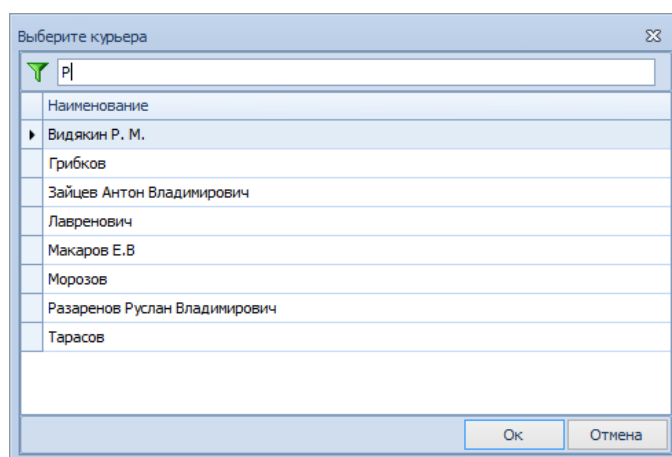 Выберите курьера
Р
Наименование
Видякин Р. М.
Грибков
Зайцев Антон Владимирович
Лавренович
Макаров Е.В
Морозов
Разаренов Руслан Владимирович
Тарасов
Ок
Отмена